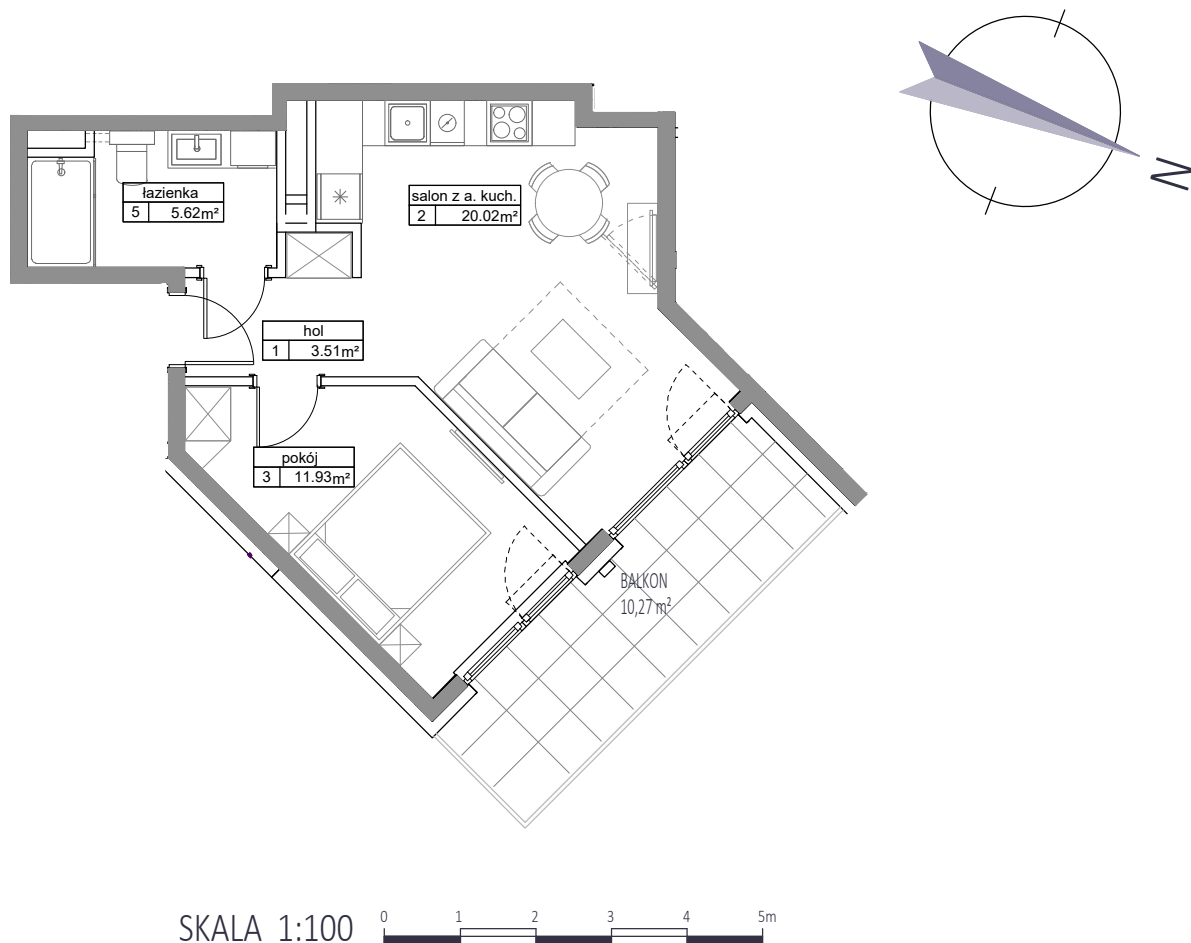 N
łazienka
5 5.62m²
salon z a. kuch.
2 20.02m²
hol
1 3.51m²
pokój
3 11.93m²
BALKON
10,27 m²
SKALA 1:100
0 1 2 3 4 5m